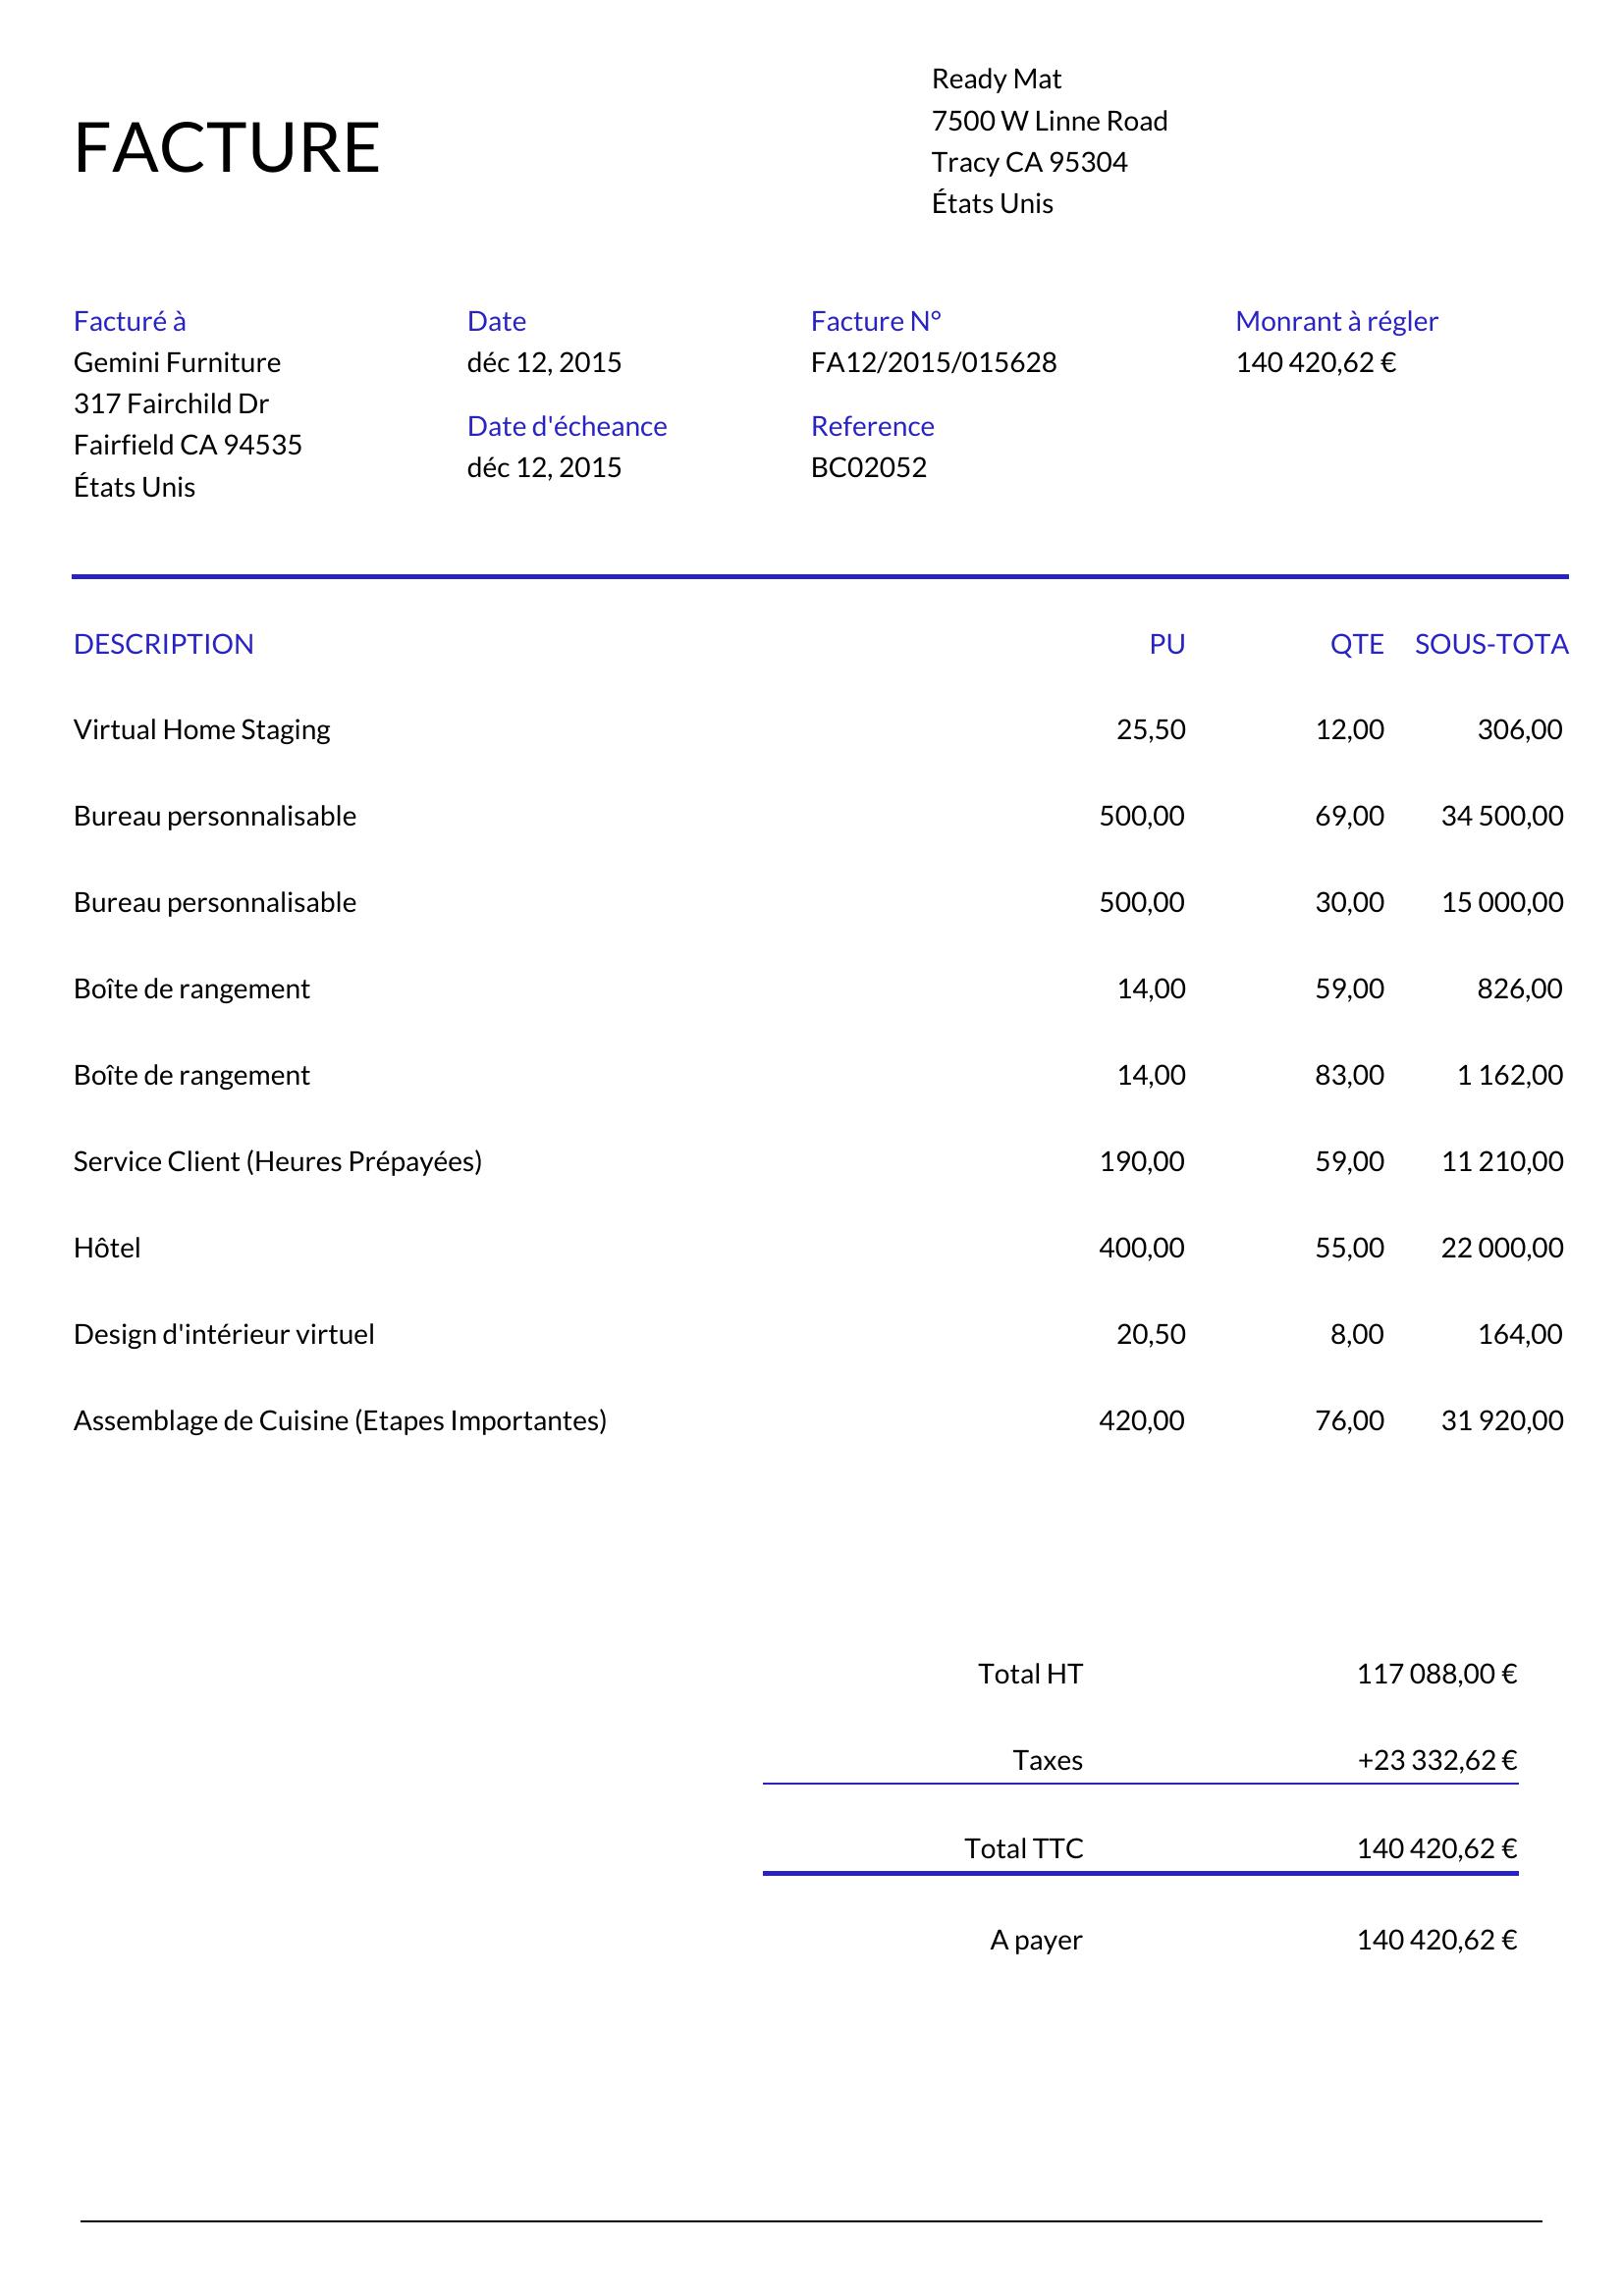 Ready Mat
7500 W Linne Road
Tracy CA 95304
États Unis
FACTURE
Facturé à
Gemini Furniture
317 Fairchild Dr
Fairfield CA 94535
États Unis
Date
déc 12, 2015
Date d'écheance
déc 12, 2015
Facture N°
FA12/2015/015628
Reference
BC02052
Monrant à régler
140 420,62 €
DESCRIPTION PU QTE SOUS-TOTA
Virtual Home Staging 25,50 12,00 306,00
Bureau personnalisable 500,00 69,00 34 500,00
Bureau personnalisable 500,00 30,00 15 000,00
Boîte de rangement 14,00 59,00 826,00
Boîte de rangement 14,00 83,00 1 162,00
Service Client (Heures Prépayées) 190,00 59,00 11 210,00
Hôtel 400,00 55,00 22 000,00
Design d'intérieur virtuel 20,50 8,00 164,00
Assemblage de Cuisine (Etapes Importantes) 420,00 76,00 31 920,00
Total HT 117 088,00 €
Taxes +23 332,62 €
Total TTC 140 420,62 €
A payer 140 420,62 €